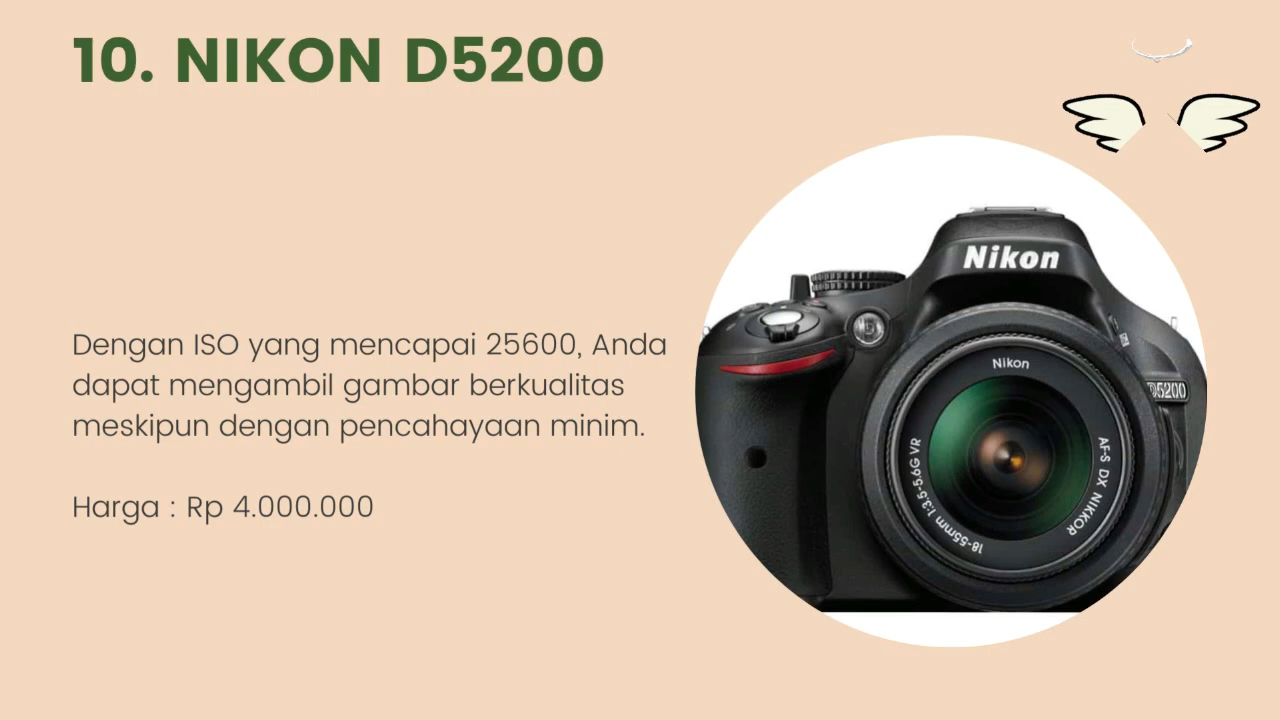 10. NIKON D5200
Dengan ISO yang mencapai 25600, Anda
dapat mengambil gambar berkualitas
meskipun dengan pencahayaan minim.
Harga : Rp 4.000.000
Nikon
Nikon
D5200
AF-S DX NIKKOR
18-55mm 1:3.5-5.6G VR